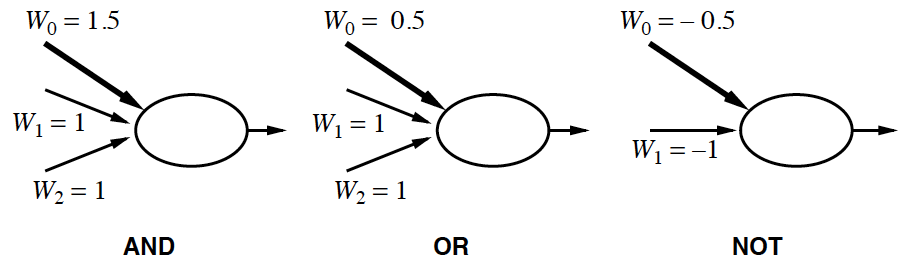 W₀ = 1.5
W₁ = 1
W₂ = 1
AND
W₀ = 0.5
W₁ = 1
W₂ = 1
OR
W₀ = – 0.5
W₁ = –1
NOT